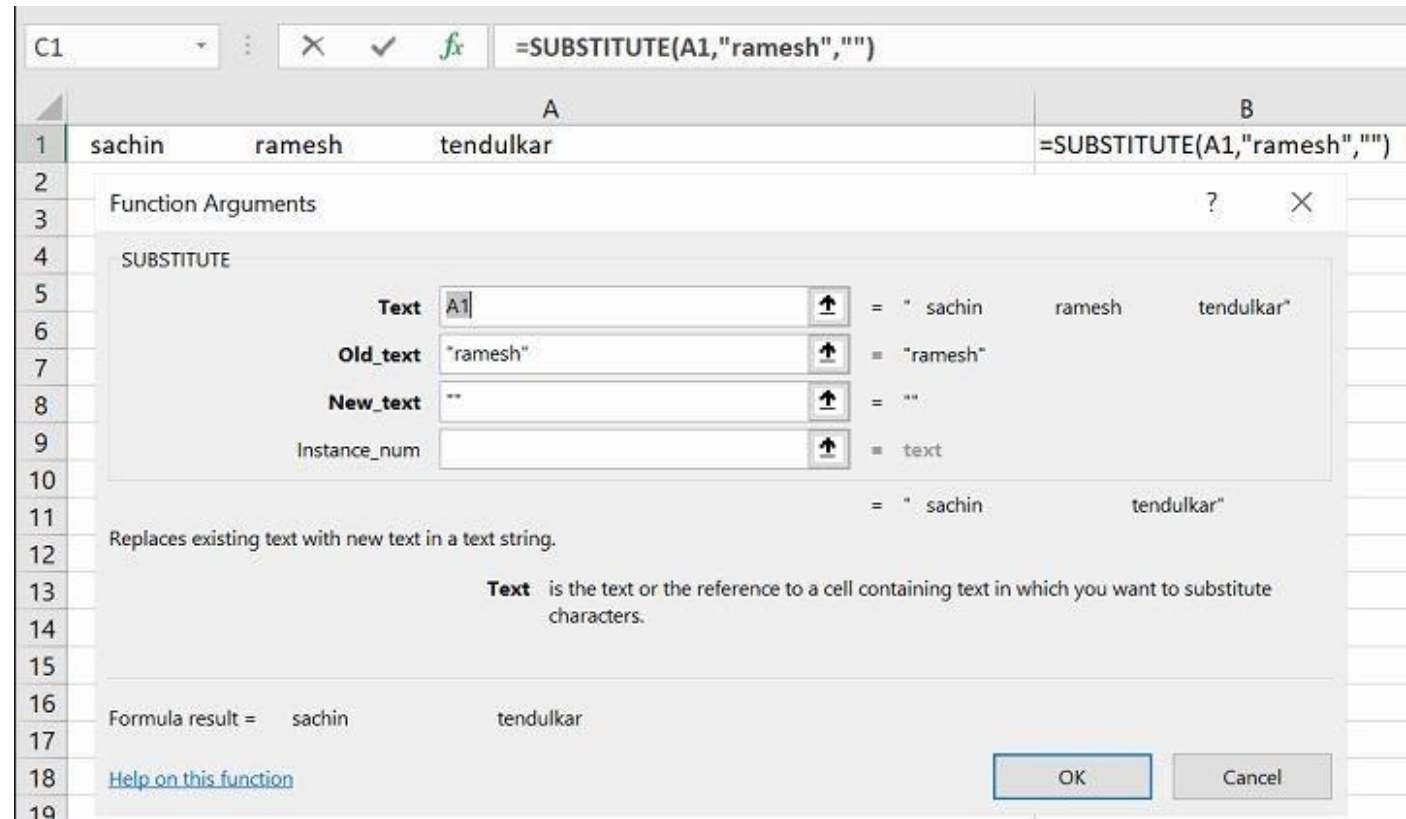 C1 fx =SUBSTITUTE(A1,"ramesh","")
A B
1 sachin ramesh tendulkar =SUBSTITUTE(A1,"ramesh","")
2
3
4
5
6
7
8
9
10
11
12
13
14
15
16
17
18
19
Function Arguments ? X
SUBSTITUTE
Text A1 = " sachin ramesh tendulkar"
Old_text "ramesh" = "ramesh"
New_text "" = ""
Instance_num = text
= " sachin tendulkar"
Replaces existing text with new text in a text string.
Text is the text or the reference to a cell containing text in which you want to substitute
characters.
Formula result = sachin tendulkar
Help on this function OK Cancel